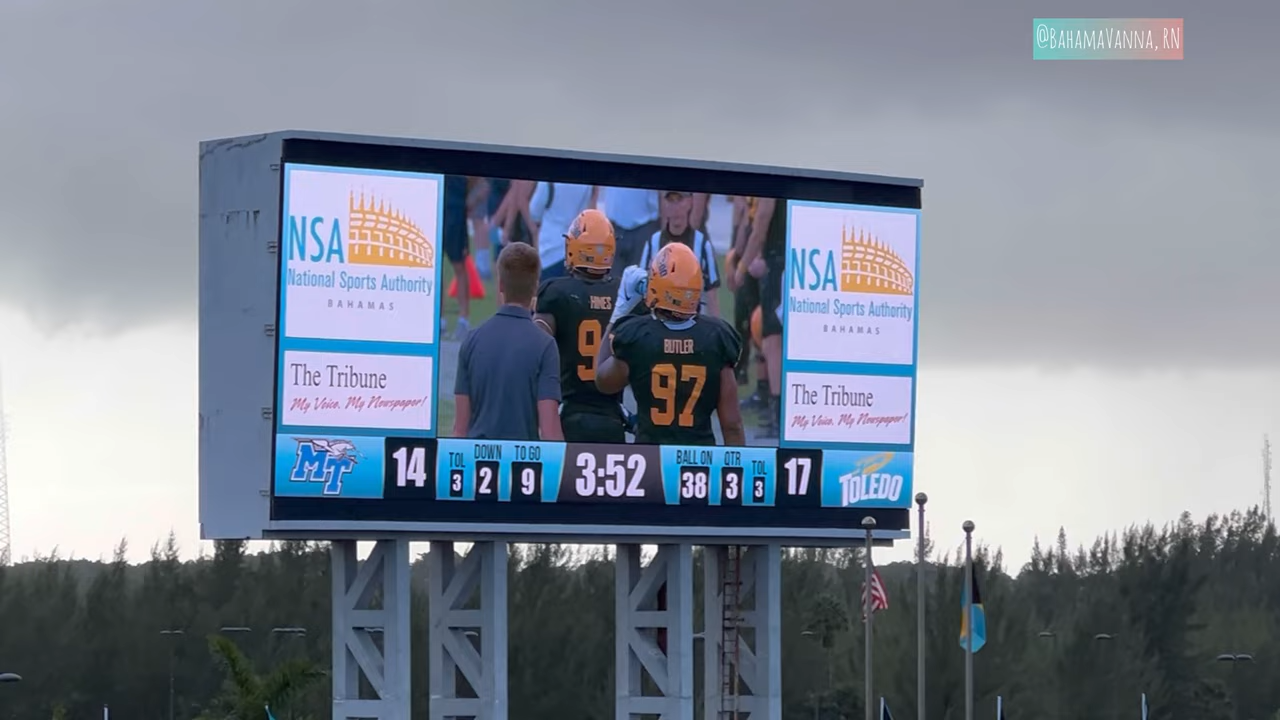 @BAHAMAVANNA, RN
NSA
National Sports Authority
BAHAMAS
The Tribune
My Voice, My Newspaper!
HINES
9
BUTLER
97
NSA
National Sports Authority
BAHAMAS
The Tribune
My Voice, My Newspaper!
MT 14 TOL 3 DOWN 2 TO GO 9 3:52 BALL ON 38 QTR 3 TOL 3 17 TOLEDO